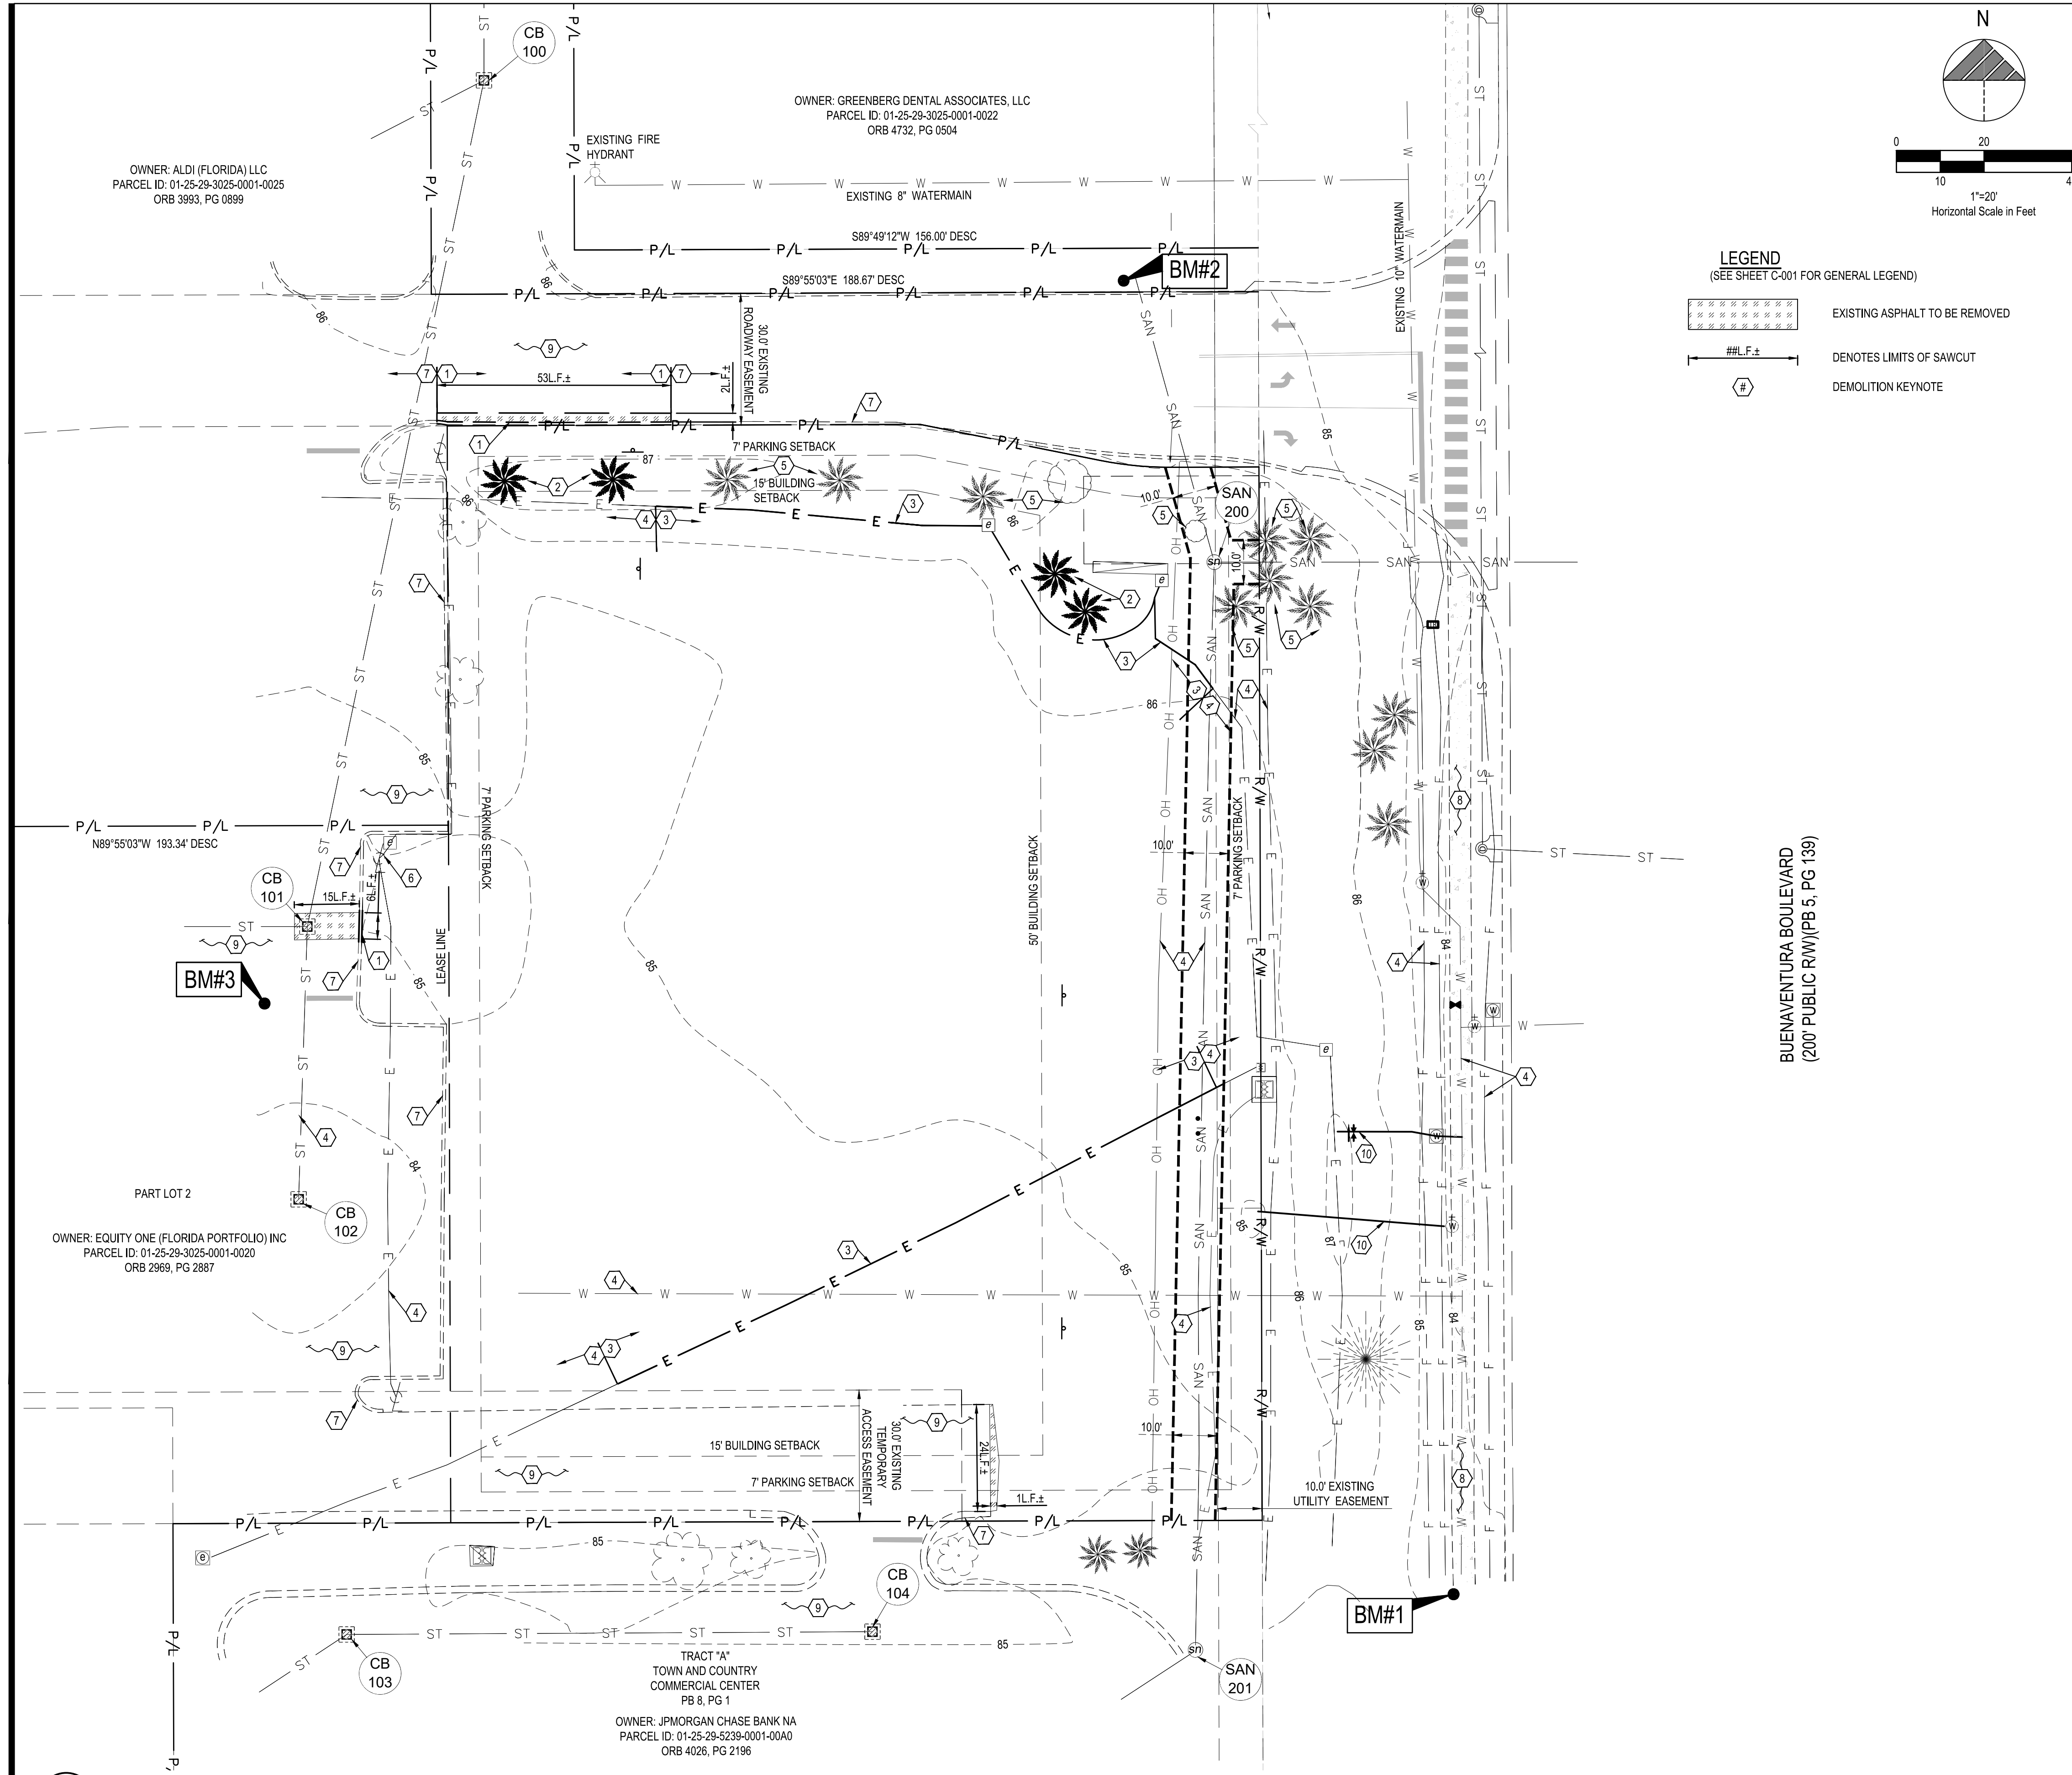 CB
100
N
OWNER: GREENBERG DENTAL ASSOCIATES, LLC
PARCEL ID: 01-25-29-3025-0001-0022
ORB 4732, PG 0504
0 20
10 4
1"=20'
Horizontal Scale in Feet
EXISTING FIRE
HYDRANT
OWNER: ALDI (FLORIDA) LLC
PARCEL ID: 01-25-29-3025-0001-0025
ORB 3993, PG 0899
EXISTING 8" WATERMAIN
EXISTING 10" WATERMAIN
S89°49'12"W 156.00' DESC
BM#2
S89°55'03"E 188.67' DESC
LEGEND
(SEE SHEET C-001 FOR GENERAL LEGEND)
EXISTING ASPHALT TO BE REMOVED
##L.F.±
DENOTES LIMITS OF SAWCUT
#
DEMOLITION KEYNOTE
30.0' EXISTING
ROADWAY EASEMENT
53L.F.±
2L.F.±
7' PARKING SETBACK
15' BUILDING
SETBACK
SAN
200
10.0'
10.0'
7' PARKING SETBACK
50' BUILDING SETBACK
7' PARKING SETBACK
10.0'
P/L P/L P/L
N89°55'03"W 193.34' DESC
CB
101
15L.F.±
6L.F.±
BM#3
LEASE LINE
BUENAVENTURA BOULEVARD
(200' PUBLIC R/W)(PB 5, PG 139)
PART LOT 2
CB
102
OWNER: EQUITY ONE (FLORIDA PORTFOLIO) INC
PARCEL ID: 01-25-29-3025-0001-0020
ORB 2969, PG 2887
30.0' EXISTING
TEMPORARY
ACCESS EASEMENT
24L.F.±
1L.F.±
15' BUILDING SETBACK
7' PARKING SETBACK
10.0'
10.0' EXISTING
UTILITY EASEMENT
CB
104
BM#1
CB
103
SAN
201
TRACT "A"
TOWN AND COUNTRY
COMMERCIAL CENTER
PB 8, PG 1
OWNER: JPMORGAN CHASE BANK NA
PARCEL ID: 01-25-29-5239-0001-00A0
ORB 4026, PG 2196